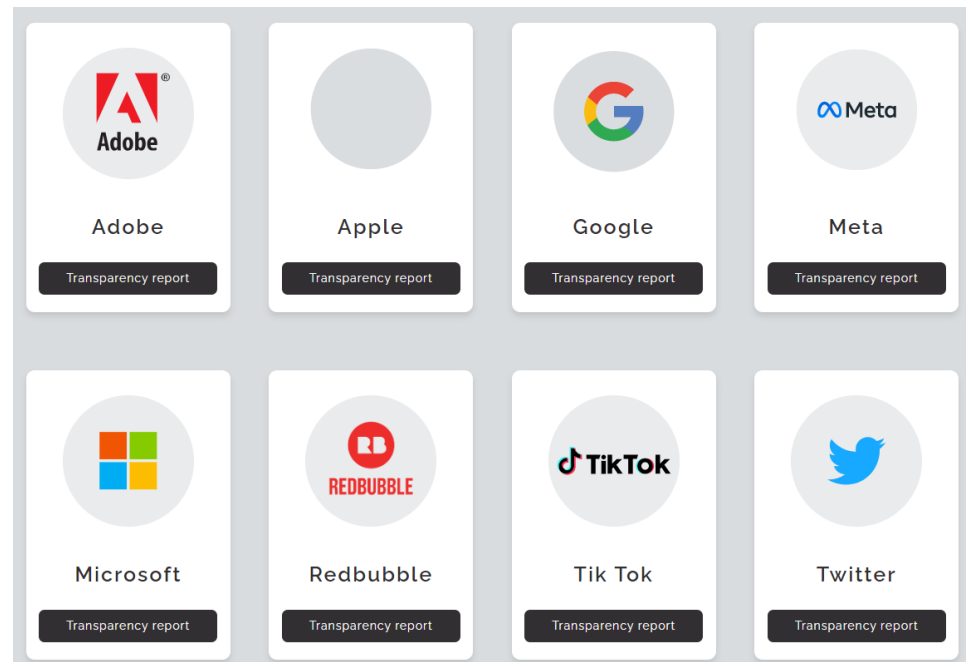 ®
Adobe
Meta
Adobe
Apple
Google
Meta
Transparency report
Transparency report
Transparency report
Transparency report
RB
REDBUBBLE
TikTok
Microsoft
Redbubble
Tik Tok
Twitter
Transparency report
Transparency report
Transparency report
Transparency report